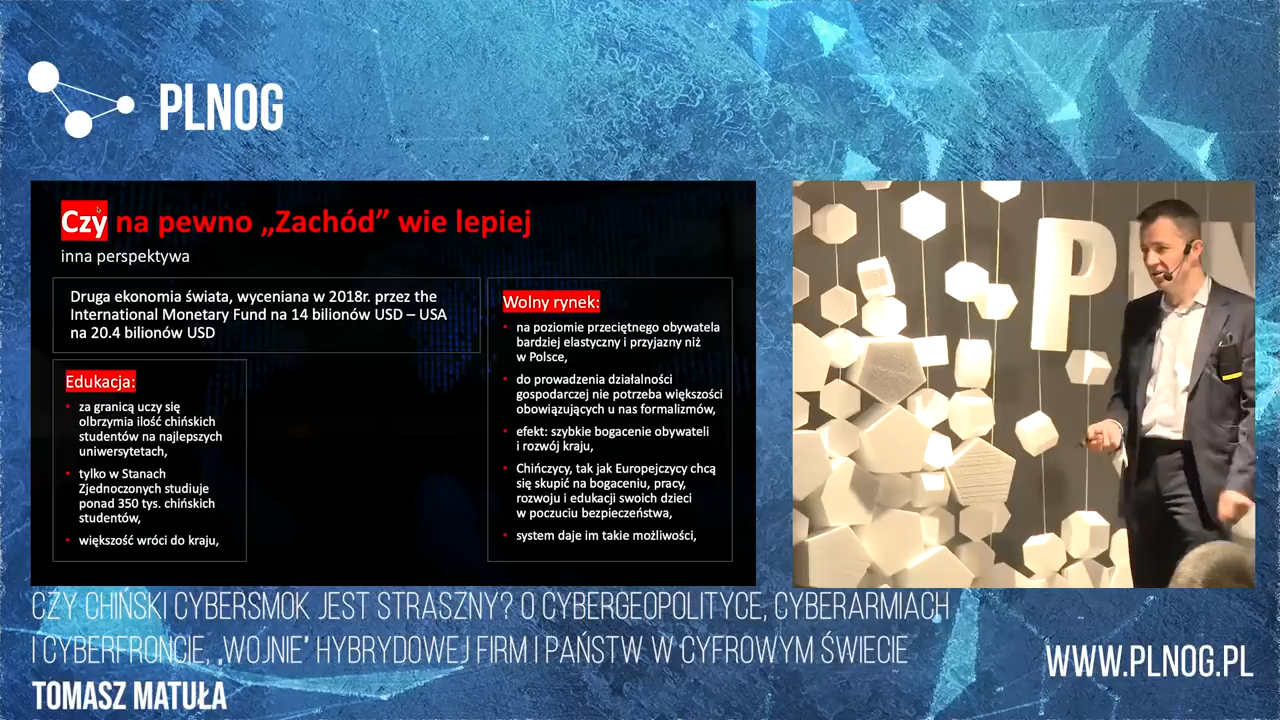 PLNOG
Czy na pewno „Zachód” wie lepiej
inna perspektywa
Druga ekonomia świata, wyceniana w 2018r. przez the
International Monetary Fund na 14 bilionów USD – USA
na 20.4 bilionów USD
Edukacja:
za granicą uczy się
olbrzymia ilość chińskich
studentów na najlepszych
uniwersytetach,
tylko w Stanach
Zjednoczonych studiuje
ponad 350 tys. chińskich
studentów,
większość wróci do kraju,
Wolny rynek:
na poziomie przeciętnego obywatela
bardziej elastyczny i przyjazny niż
w Polsce,
do prowadzenia działalności
gospodarczej nie potrzeba większości
obowiązujących u nas formalizmów,
efekt: szybkie bogacenie obywateli
i rozwój kraju,
Chińczycy, tak jak Europejczycy chcą
się skupić na bogaceniu, pracy,
rozwoju i edukacji swoich dzieci
w poczuciu bezpieczeństwa,
system daje im takie możliwości,
CZY CHIŃSKI CYBERSMOK JEST STRASZNY? O CYBERGEOPOLITYCE, CYBERARMIACH
I CYBERFRONCIE, „WOJNIE” HYBRYDOWEJ FIRM I PAŃSTW W CYFROWYM ŚWIECIE
TOMASZ MATUŁA
WWW.PLNOG.PL